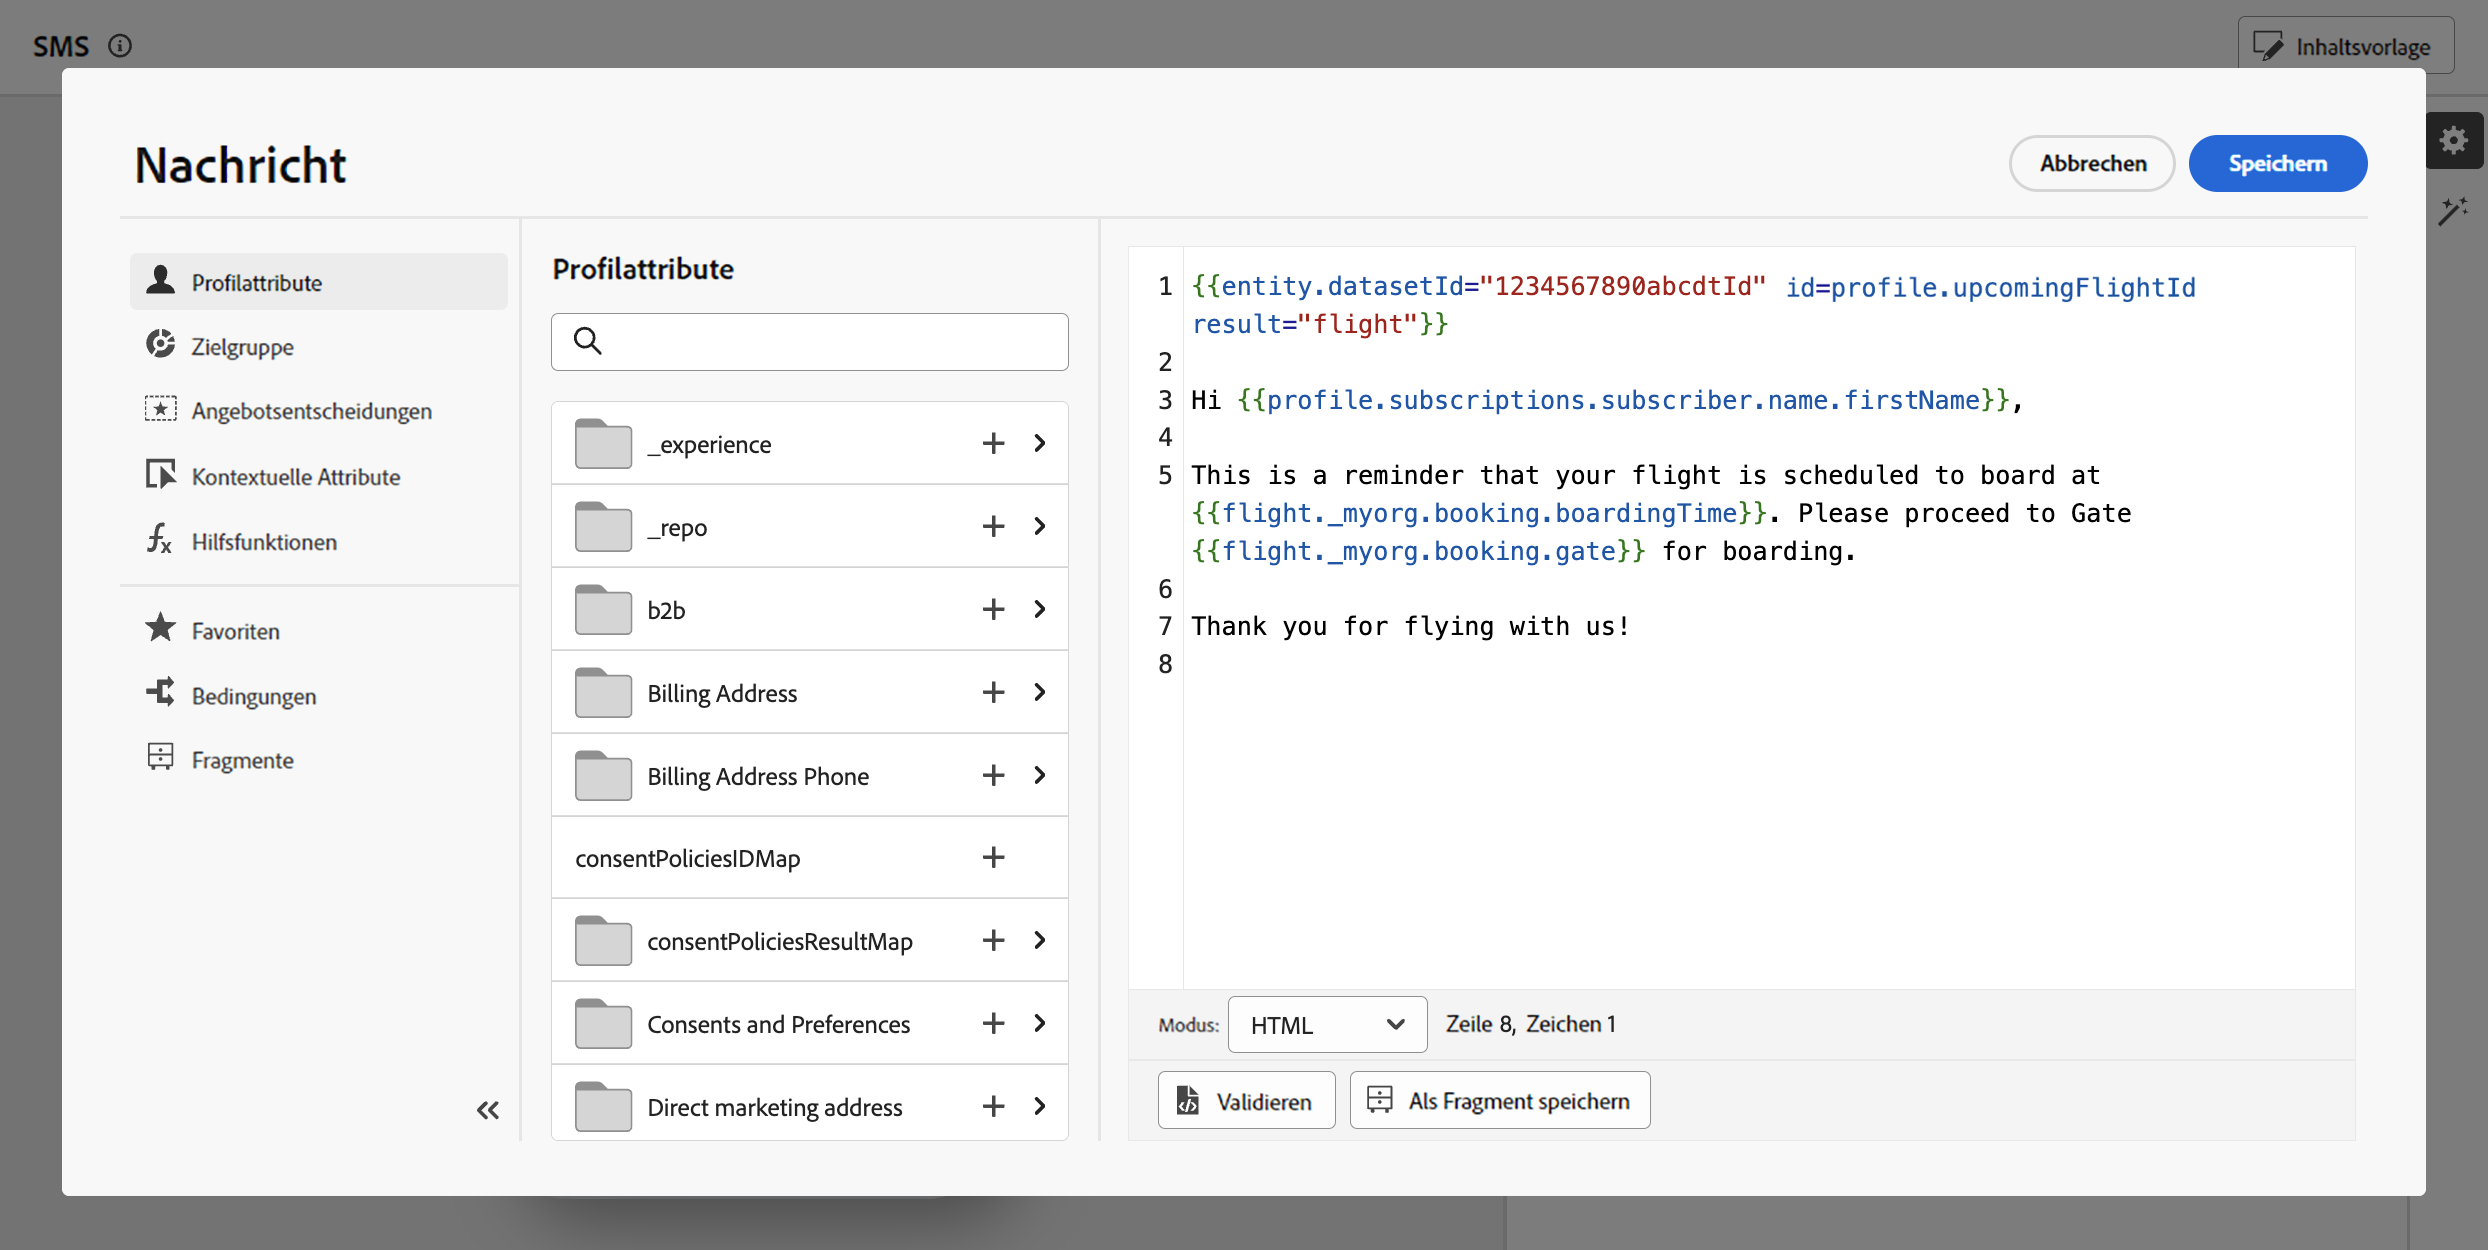 SMS
Inhaltsvorlage
Nachricht
Abbrechen
Speichern
Profilattribute
Zielgruppe
Angebotsentscheidungen
Kontextuelle Attribute
Hilfsfunktionen
Favoriten
Bedingungen
Fragmente
Profilattribute
_experience
_repo
b2b
Billing Address
Billing Address Phone
consentPoliciesIDMap
consentPoliciesResultMap
Consents and Preferences
Direct marketing address
1 {{entity.datasetId="1234567890abcdtId" id=profile.upcomingFlightId
result="flight"}}
2
3 Hi {{profile.subscriptions.subscriber.name.firstName}},
4
5 This is a reminder that your flight is scheduled to board at
{{flight._myorg.booking.boardingTime}}. Please proceed to Gate
{{flight._myorg.booking.gate}} for boarding.
6
7 Thank you for flying with us!
8
Modus: HTML Zeile 8, Zeichen 1
Validieren
Als Fragment speichern